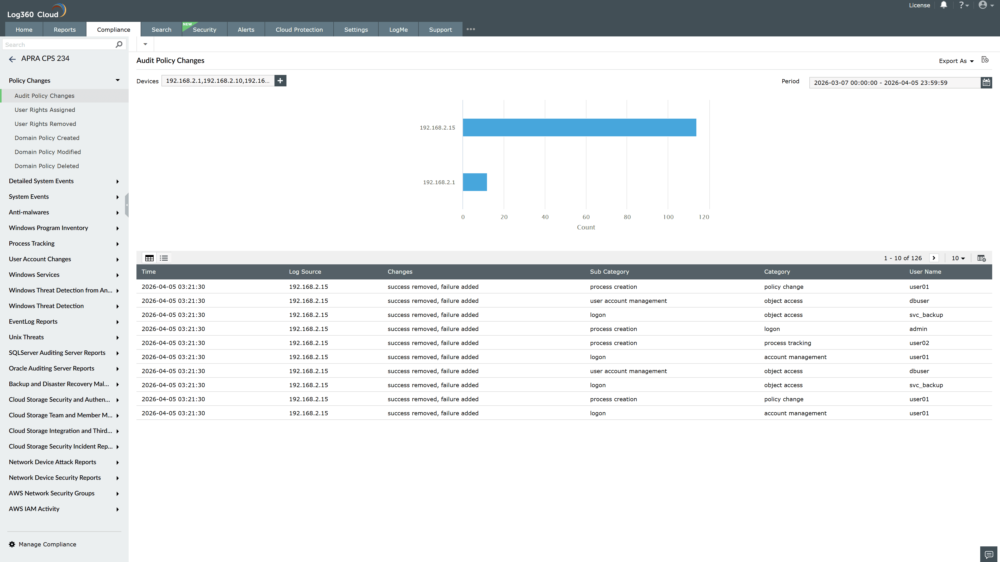 License
?
Log360 Cloud
Home
Reports
Compliance
Search
NEW
Security
Alerts
Cloud Protection
Settings
LogMe
Support
Search
APRA CPS 234
Policy Changes
Audit Policy Changes
User Rights Assigned
User Rights Removed
Domain Policy Created
Domain Policy Modified
Domain Policy Deleted
Detailed System Events
System Events
Anti-malwares
Windows Program Inventory
Process Tracking
User Account Changes
Windows Services
Windows Threat Detection from An...
Windows Threat Detection
EventLog Reports
Unix Threats
SQLServer Auditing Server Reports
Oracle Auditing Server Reports
Backup and Disaster Recovery Mal...
Cloud Storage Security and Authen...
Cloud Storage Team and Member M...
Cloud Storage Integration and Third...
Cloud Storage Security Incident Rep...
Network Device Attack Reports
Network Device Security Reports
AWS Network Security Groups
AWS IAM Activity
Manage Compliance
Audit Policy Changes
Export As
Devices 192.168.2.1,192.168.2.10,192.16...
Period 2026-03-07 00:00:00 - 2026-04-05 23:59:59
192.168.2.15
192.168.2.1
0 20 40 60 80 100 120
Count
1 - 10 of 126 10
Time Log Source Changes Sub Category Category User Name
2026-04-05 03:21:30 192.168.2.15 success removed, failure added process creation policy change user01
2026-04-05 03:21:30 192.168.2.15 success removed, failure added user account management object access dbuser
2026-04-05 03:21:30 192.168.2.15 success removed, failure added logon object access svc_backup
2026-04-05 03:21:30 192.168.2.15 success removed, failure added process creation logon admin
2026-04-05 03:21:30 192.168.2.15 success removed, failure added process creation process tracking user02
2026-04-05 03:21:30 192.168.2.15 success removed, failure added logon account management user01
2026-04-05 03:21:30 192.168.2.15 success removed, failure added user account management object access dbuser
2026-04-05 03:21:30 192.168.2.15 success removed, failure added logon object access svc_backup
2026-04-05 03:21:30 192.168.2.15 success removed, failure added process creation policy change user01
2026-04-05 03:21:30 192.168.2.15 success removed, failure added logon account management user01